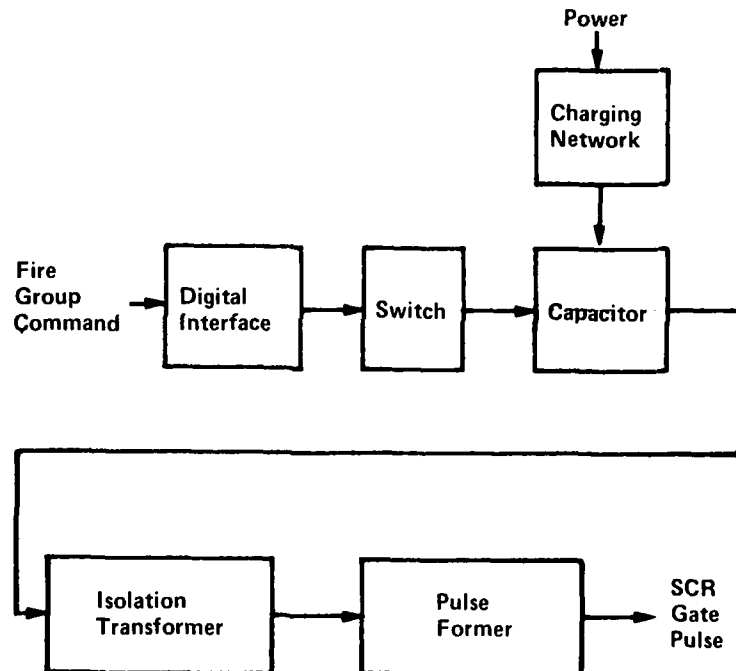 Power
Charging
Network
Fire
Group
Command
Digital
Interface
Switch
Capacitor
Isolation
Transformer
Pulse
Former
SCR
Gate
Pulse